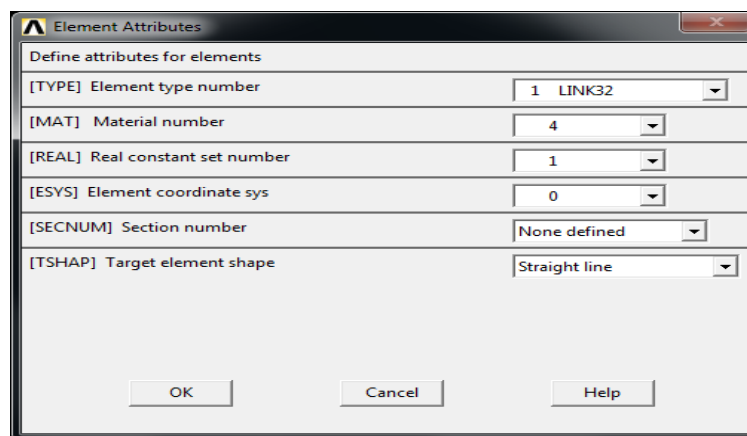 Element Attributes
Define attributes for elements
[TYPE] Element type number 1 LINK32
[MAT] Material number 4
[REAL] Real constant set number 1
[ESYS] Element coordinate sys 0
[SECNUM] Section number None defined
[TSHAP] Target element shape Straight line
OK Cancel Help